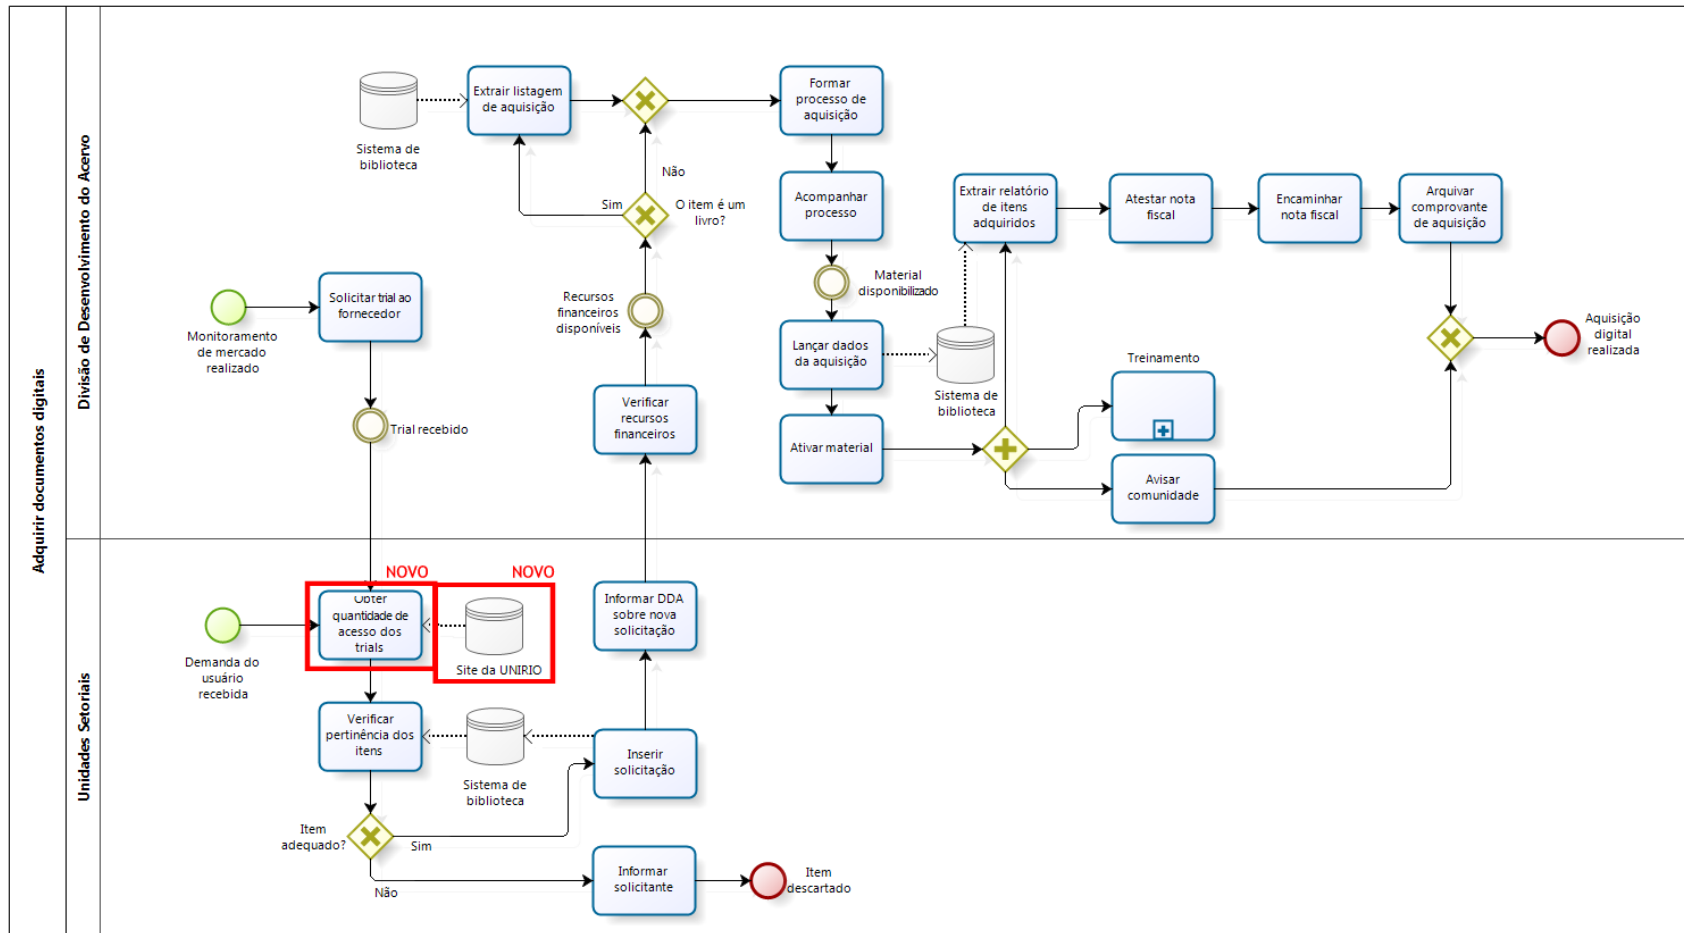 Adquirir documentos digitais
Divisão de Desenvolvimento do Acervo
Sistema de
biblioteca
Extrair listagem
de aquisição
Não
Sim
O item é um
livro?
Formar
processo de
aquisição
Acompanhar
processo
Material
disponibilizado
Lançar dados
da aquisição
Sistema de
biblioteca
Ativar material
Extrair relatório
de itens
adquiridos
Atestar nota
fiscal
Encaminhar
nota fiscal
Arquivar
comprovante
de aquisição
Aquisição
digital
realizada
Treinamento
Avisar
comunidade
Monitoramento
de mercado
realizado
Solicitar trial ao
fornecedor
Trial recebido
Recursos
financeiros
disponíveis
Verificar
recursos
financeiros
Unidades Setoriais
NOVO
NOVO
Demanda do
usuário
recebida
Obter
quantidade de
acesso dos
trials
Site da UNIRIO
Informar DDA
sobre nova
solicitação
Verificar
pertinência dos
itens
Sistema de
biblioteca
Inserir
solicitação
Item
adequado?
Sim
Não
Informar
solicitante
Item
descartado